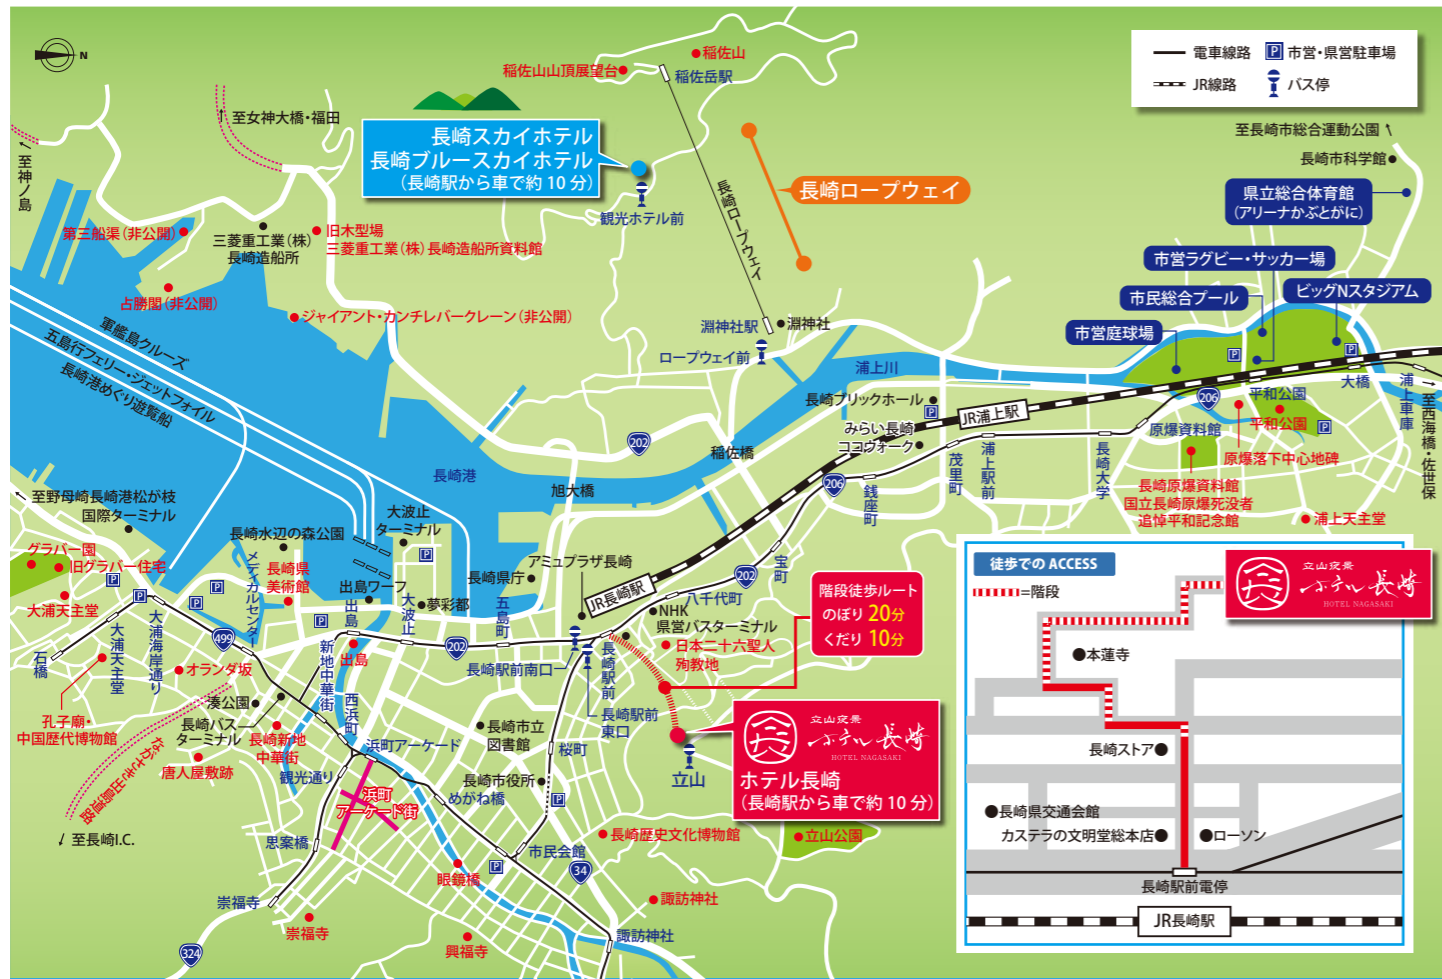 N
稲佐山
稲佐山山頂展望台
稲佐岳駅
電車線路
P 市営・県営駐車場
JR線路
バス停
至長崎市総合運動公園
長崎市科学館
県立総合体育館
(アリーナかぶとがに)
市営ラグビー・サッカー場
市民総合プール
ビッグNスタジアム
市営庭球場
至女神大橋・福田
至神ノ島
長崎スカイホテル
長崎ブルースカイホテル
(長崎駅から車で約10分)
観光ホテル前
長崎ロープウェイ
長崎ロープウェイ
第三船渠(非公開)
三菱重工業(株)
長崎造船所
旧木型場
三菱重工業(株)長崎造船所資料館
占勝閣(非公開)
ジャイアント・カンチレバークレーン(非公開)
淵神社駅
淵神社
ロープウェイ前
軍艦島クルーズ
五島行フェリー・ジェットフォイル
長崎港めぐり遊覧船
浦上川
長崎ブリックホール
P
JR浦上駅
みらい長崎
ココウォーク
P
P
206
平和公園
平和公園
大橋
浦上車庫
至西海橋・佐世保
P
原爆資料館
原爆落下中心地碑
長崎原爆資料館
国立長崎原爆死没者
追悼平和記念館
浦上天主堂
長崎大学
浦上駅前
茂里町
銭座町
206
宝町
稲佐橋
202
旭大橋
長崎港
至野母崎長崎港松が枝
国際ターミナル
長崎水辺の森公園
大波止
ターミナル
P
グラバー園
旧グラバー住宅
大浦天主堂
P
P
P
P
メディカルセンター
長崎県
美術館
出島ワーフ
P
出島
大波止
夢彩都
長崎県庁
五島町
アミュプラザ長崎
JR長崎駅
八千代町
202
NHK
県営バスターミナル
日本二十六聖人
殉教地
階段徒歩ルート
のぼり20分
くだり10分
石橋
大浦天主堂
大浦海岸通り
499
オランダ坂
新地中華街
出島
202
長崎駅前南口
長崎駅前
長崎駅前
東口
孔子廟・
中国歴代博物館
湊公園
長崎バス
ターミナル
長崎新地
中華街
西浜町
浜町アーケード
長崎市立
図書館
桜町
立山
立山夜景
ホテル長崎
HOTEL NAGASAKI
ホテル長崎
(長崎駅から車で約10分)
唐人屋敷跡
ながさき出島道路
至長崎I.C.
観光通り
浜町
アーケード街
めがね橋
長崎市役所
P
思案橋
眼鏡橋
P
市民会館
長崎歴史文化博物館
立山公園
34
崇福寺
崇福寺
324
興福寺
諏訪神社
諏訪神社
徒歩での ACCESS
=階段
立山夜景
ホテル長崎
HOTEL NAGASAKI
本蓮寺
長崎ストア
長崎県交通会館
カステラの文明堂総本店
ローソン
長崎駅前電停
JR長崎駅